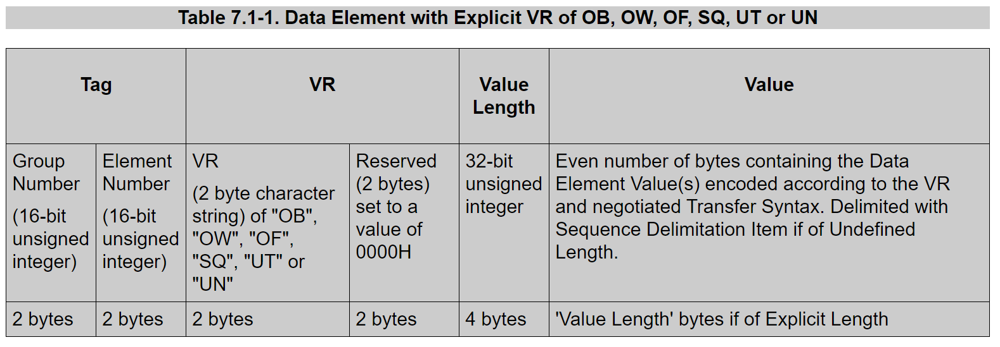 Table 7.1-1. Data Element with Explicit VR of OB, OW, OF, SQ, UT or UN
Tag
VR
Value
Length
Value
Group
Number
(16-bit
unsigned
integer)
Element
Number
(16-bit
unsigned
integer)
VR
(2 byte character
string) of "OB",
"OW", "OF",
"SQ", "UT" or
"UN"
Reserved
(2 bytes)
set to a
value of
0000H
32-bit
unsigned
integer
Even number of bytes containing the Data
Element Value(s) encoded according to the VR
and negotiated Transfer Syntax. Delimited with
Sequence Delimitation Item if of Undefined
Length.
2 bytes
2 bytes
2 bytes
2 bytes
4 bytes
'Value Length' bytes if of Explicit Length